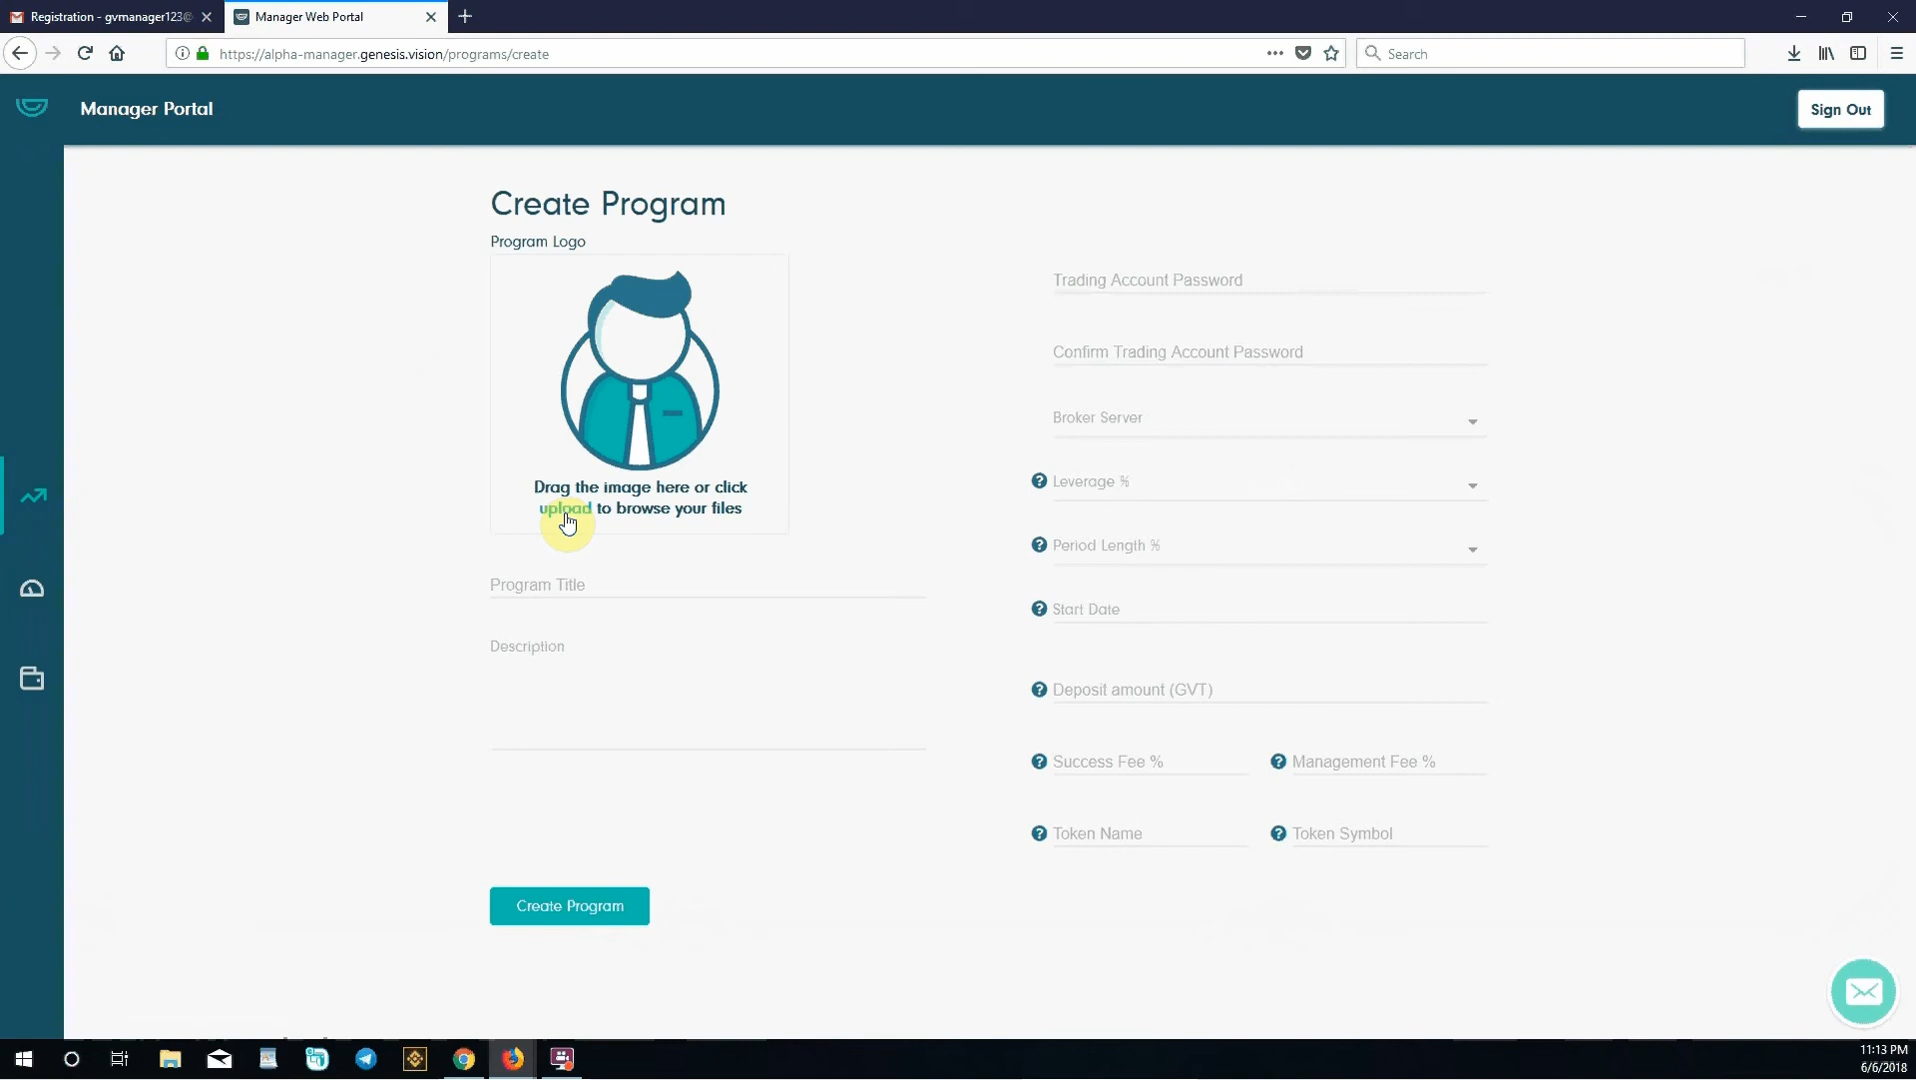 Registration - gvmanager123@
Manager Web Portal
https://alpha-manager.genesis.vision/programs/create
Search
Manager Portal
Sign Out
Create Program
Program Logo
Drag the image here or click
upload to browse your files
Program Title
Description
Trading Account Password
Confirm Trading Account Password
Broker Server
? Leverage %
? Period Length %
? Start Date
? Deposit amount (GVT)
? Success Fee %
? Management Fee %
? Token Name
? Token Symbol
Create Program
11:13 PM
6/6/2018